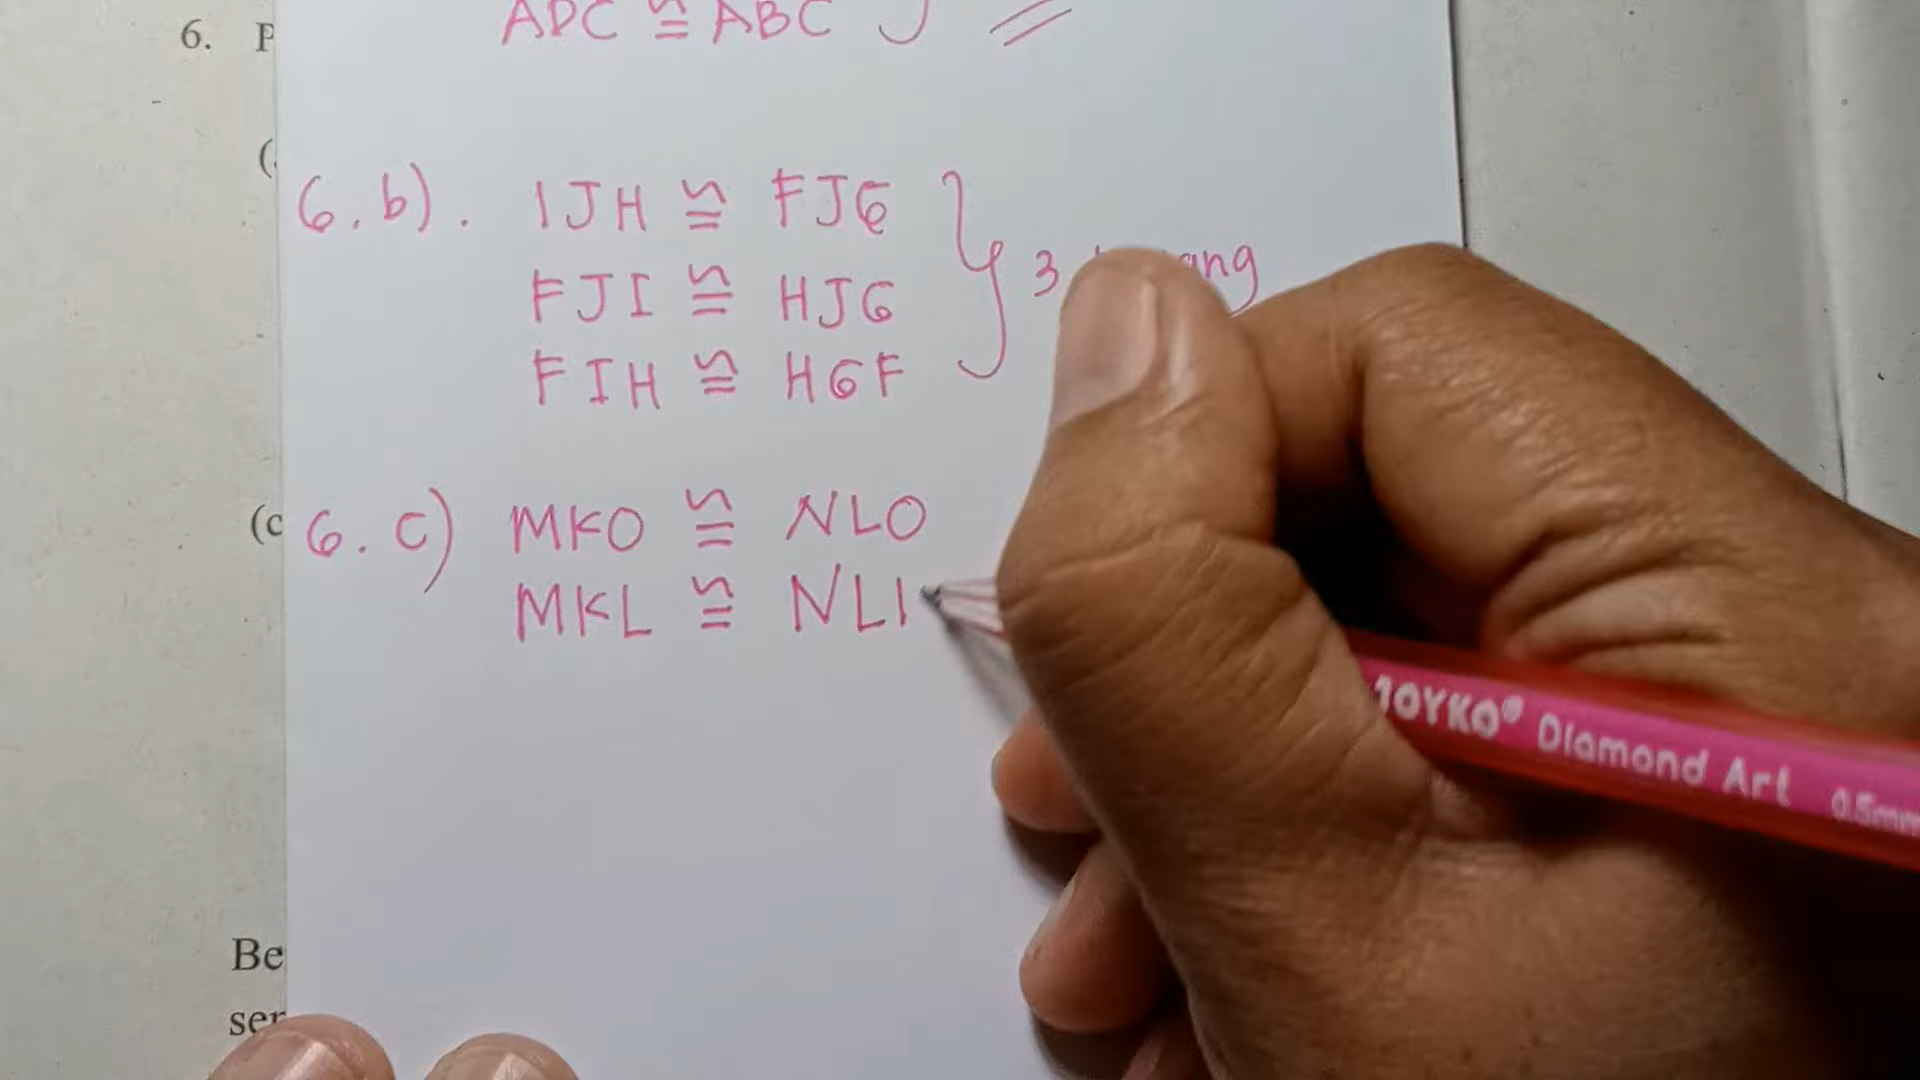 6. P
ADC ≅ ABC
(
6.b). IJH ≅ FJG
FJI ≅ HJG
3
FIH ≅ HGF
(c
6.c) MKO ≅ NLO
MKL ≅ NLI
JOYKO® Diamond Art 0.5mm
Be
ser